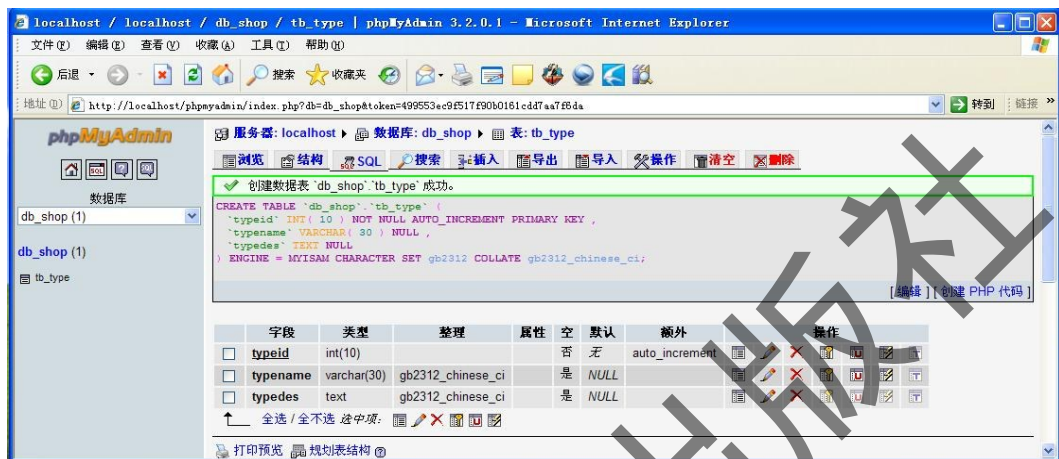 localhost / localhost / db_shop / tb_type | phpMyAdmin 3.2.0.1 - Microsoft Internet Explorer
文件(F) 编辑(E) 查看(V) 收藏(A) 工具(T) 帮助(H)
后退 搜索 收藏夹
地址(D) http://localhost/phpmyadmin/index.php?db=db_shop&token=499553ec9f517f90b0161cdd7aa7f6da 转到 链接 »
phpMyAdmin
SQL
数据库
db_shop (1)
db_shop (1)
tb_type
服务器: localhost 数据库: db_shop 表: tb_type
浏览 结构 SQL 搜索 插入 导出 导入 操作 清空 删除
创建数据表 `db_shop`.`tb_type` 成功。
CREATE TABLE `db_shop`.`tb_type` (
`typeid` INT( 10 ) NOT NULL AUTO_INCREMENT PRIMARY KEY ,
`typename` VARCHAR( 30 ) NULL ,
`typedes` TEXT NULL
) ENGINE = MYISAM CHARACTER SET gb2312 COLLATE gb2312_chinese_ci;
[ 编辑 ] [ 创建 PHP 代码 ]
字段 类型 整理 属性 空 默认 额外 操作
typeid int(10) 否 无 auto_increment
typename varchar(30) gb2312_chinese_ci 是 NULL
typedes text gb2312_chinese_ci 是 NULL
全选 / 全不选 选中项:
打印预览 规划表结构
出版社